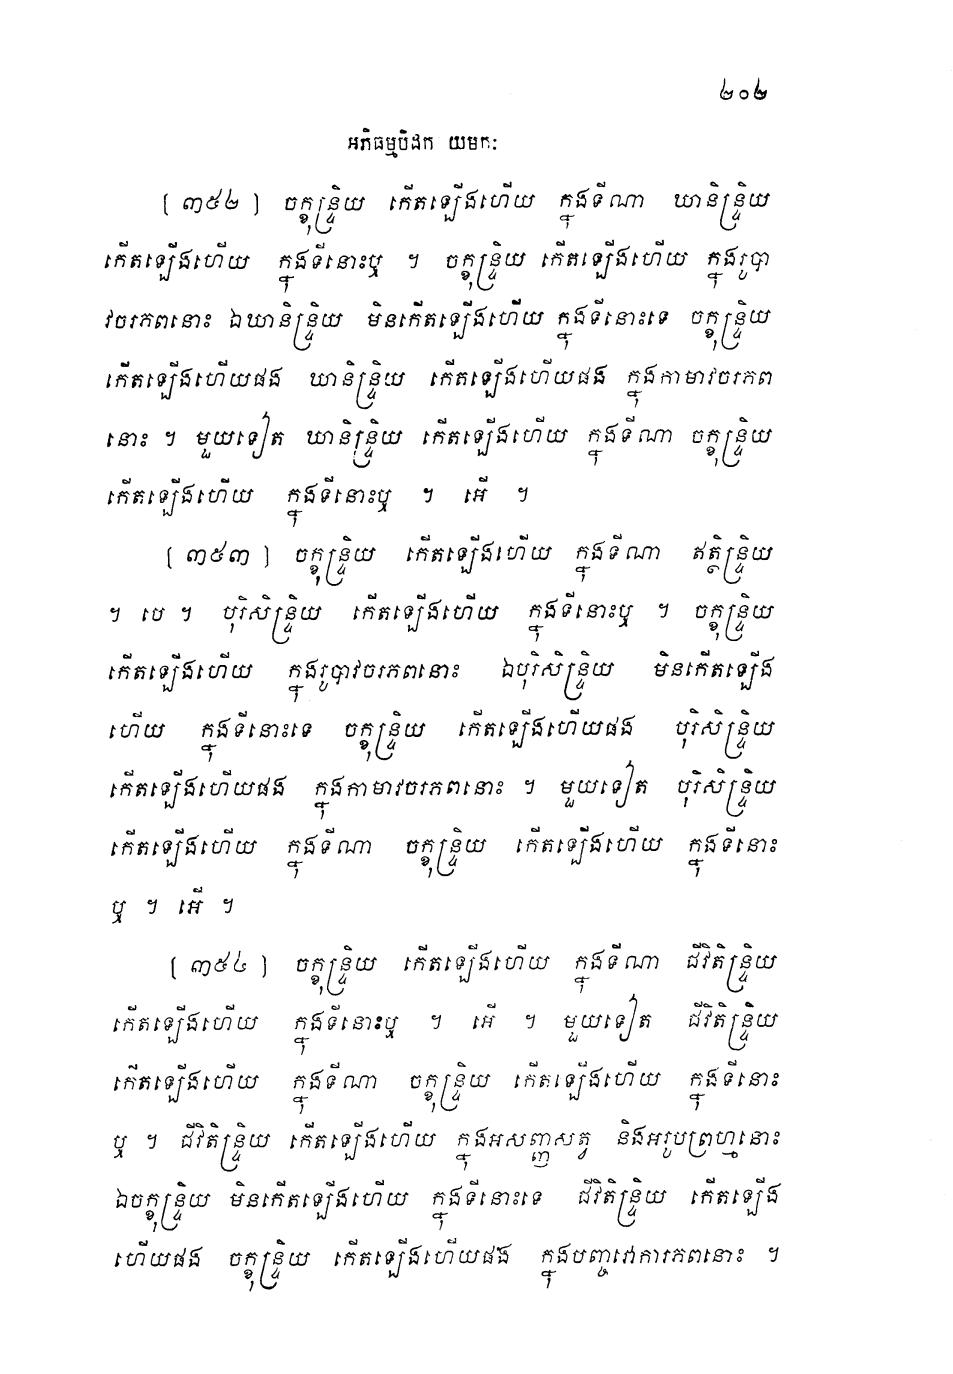 ២០២
អភិធម្មបិដក យមកៈ
[ ៣៥២ ] ចក្ខុន្ទ្រិយ កើតឡើងហើយ ក្នុងទីណា ឃានិន្ទ្រិយ
កើតឡើងហើយ ក្នុងទីនោះឬ ។ ចក្ខុន្ទ្រិយ កើតឡើងហើយ ក្នុងរូបា
វចរភពនោះ ឯឃានិន្ទ្រិយ មិនកើតឡើងហើយ ក្នុងទីនោះទេ ចក្ខុន្ទ្រិយ
កើតឡើងហើយផង ឃានិន្ទ្រិយ កើតឡើងហើយផង ក្នុងកាមាវចរភព
នោះ ។ មួយទៀត ឃានិន្ទ្រិយ កើតឡើងហើយ ក្នុងទីណា ចក្ខុន្ទ្រិយ
កើតឡើងហើយ ក្នុងទីនោះឬ ។ អើ ។
[ ៣៥៣ ] ចក្ខុន្ទ្រិយ កើតឡើងហើយ ក្នុងទីណា ឥត្ថិន្ទ្រិយ
។ បេ ។ បុរិសិន្ទ្រិយ កើតឡើងហើយ ក្នុងទីនោះឬ ។ ចក្ខុន្ទ្រិយ
កើតឡើងហើយ ក្នុងរូបាវចរភពនោះ ឯបុរិសិន្ទ្រិយ មិនកើតឡើង
ហើយ ក្នុងទីនោះទេ ចក្ខុន្ទ្រិយ កើតឡើងហើយផង បុរិសិន្ទ្រិយ
កើតឡើងហើយផង ក្នុងកាមាវចរភពនោះ ។ មួយទៀត បុរិសិន្ទ្រិយ
កើតឡើងហើយ ក្នុងទីណា ចក្ខុន្ទ្រិយ កើតឡើងហើយ ក្នុងទីនោះ
ឬ ។ អើ ។
[ ៣៥៤ ] ចក្ខុន្ទ្រិយ កើតឡើងហើយ ក្នុងទីណា ជីវិតិន្ទ្រិយ
កើតឡើងហើយ ក្នុងទីនោះឬ ។ អើ ។ មួយទៀត ជីវិតិន្ទ្រិយ
កើតឡើងហើយ ក្នុងទីណា ចក្ខុន្ទ្រិយ កើតឡើងហើយ ក្នុងទីនោះ
ឬ ។ ជីវិតិន្ទ្រិយ កើតឡើងហើយ ក្នុងអសញ្ញសត្វ និងអរូបព្រហ្មនោះ
ឯចក្ខុន្ទ្រិយ មិនកើតឡើងហើយ ក្នុងទីនោះទេ ជីវិតិន្ទ្រិយ កើតឡើង
ហើយផង ចក្ខុន្ទ្រិយ កើតឡើងហើយផង ក្នុងបញ្ចវោការភពនោះ ។